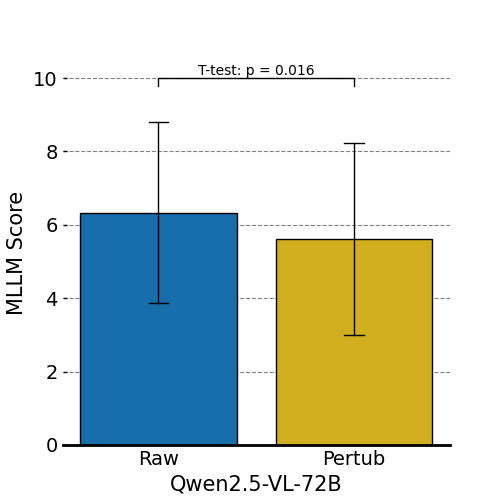 T-test: p = 0.016
10
8
6
4
2
0
MLLM Score
Raw
Pertub
Qwen2.5-VL-72B